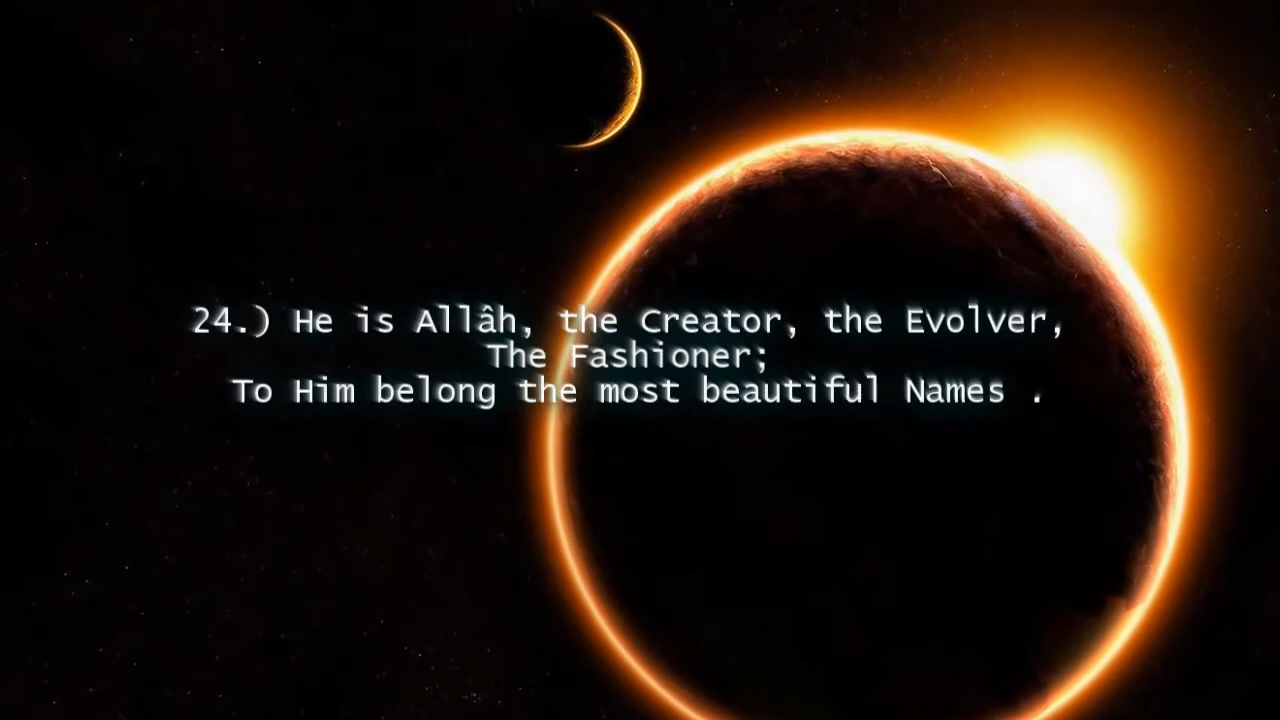 24.) He is Allâh, the Creator, the Evolver,
The Fashioner;
To Him belong the most beautiful Names .